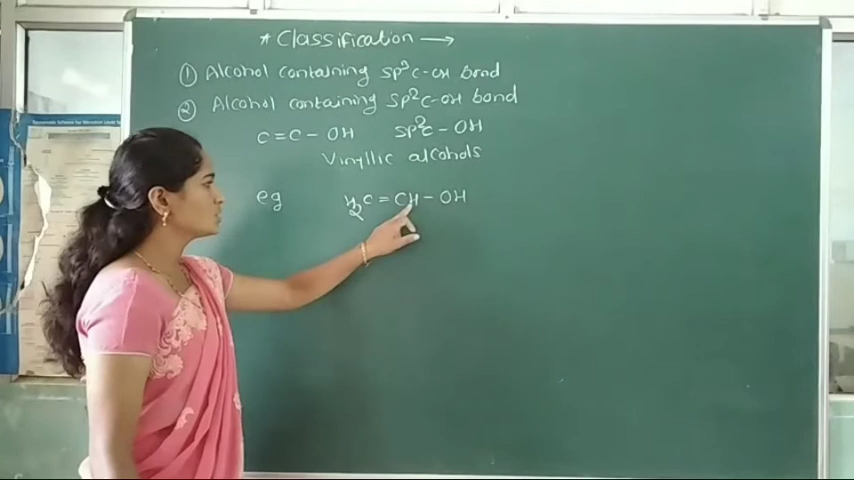 * Classification →
① Alcohol containing sp³c-OH bond
② Alcohol containing sp²c-OH bond
C=C-OH sp²c-OH
Vinyllic alcohols
eg H₂C=CH-OH